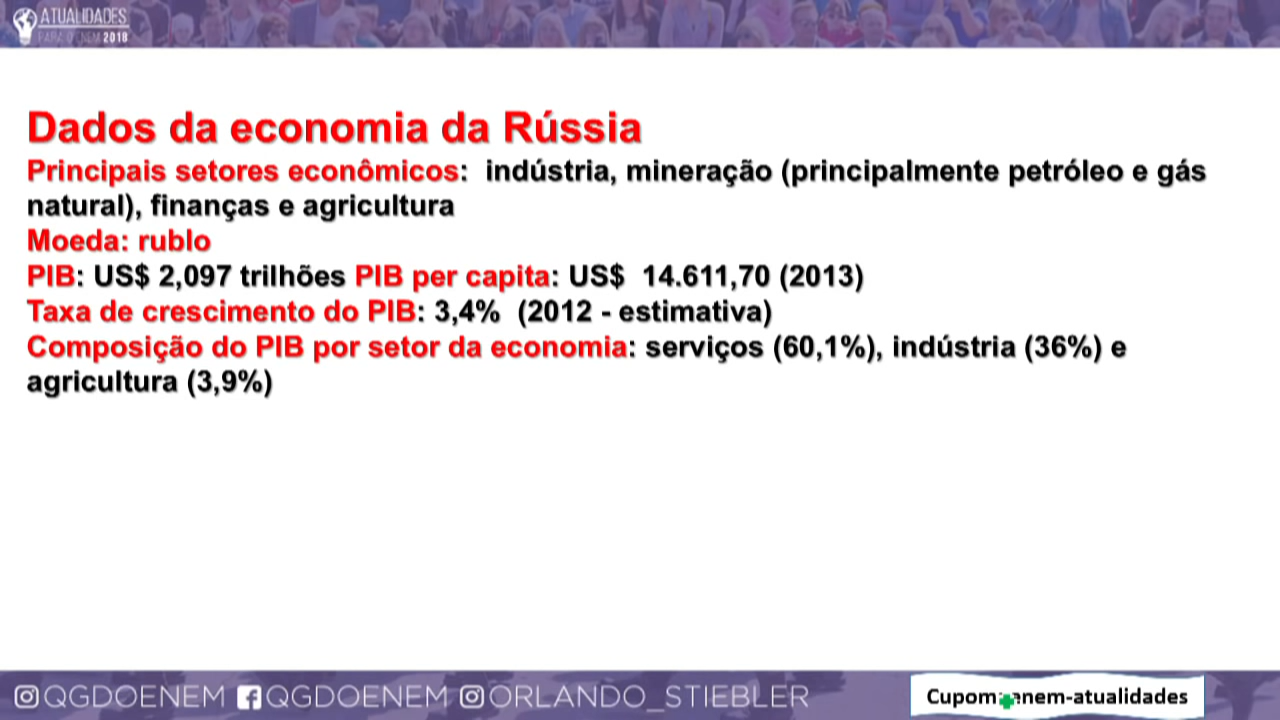 ATUALIDADES
PARA O ENEM 2018
Dados da economia da Rússia
Principais setores econômicos:  indústria, mineração (principalmente petróleo e gás
natural), finanças e agricultura
Moeda: rublo
PIB: US$ 2,097 trilhões PIB per capita: US$  14.611,70 (2013)
Taxa de crescimento do PIB: 3,4%  (2012 - estimativa)
Composição do PIB por setor da economia: serviços (60,1%), indústria (36%) e
agricultura (3,9%)
QGDOENEM QGDOENEM ORLANDO_STIEBLER
Cupom: enem-atualidades